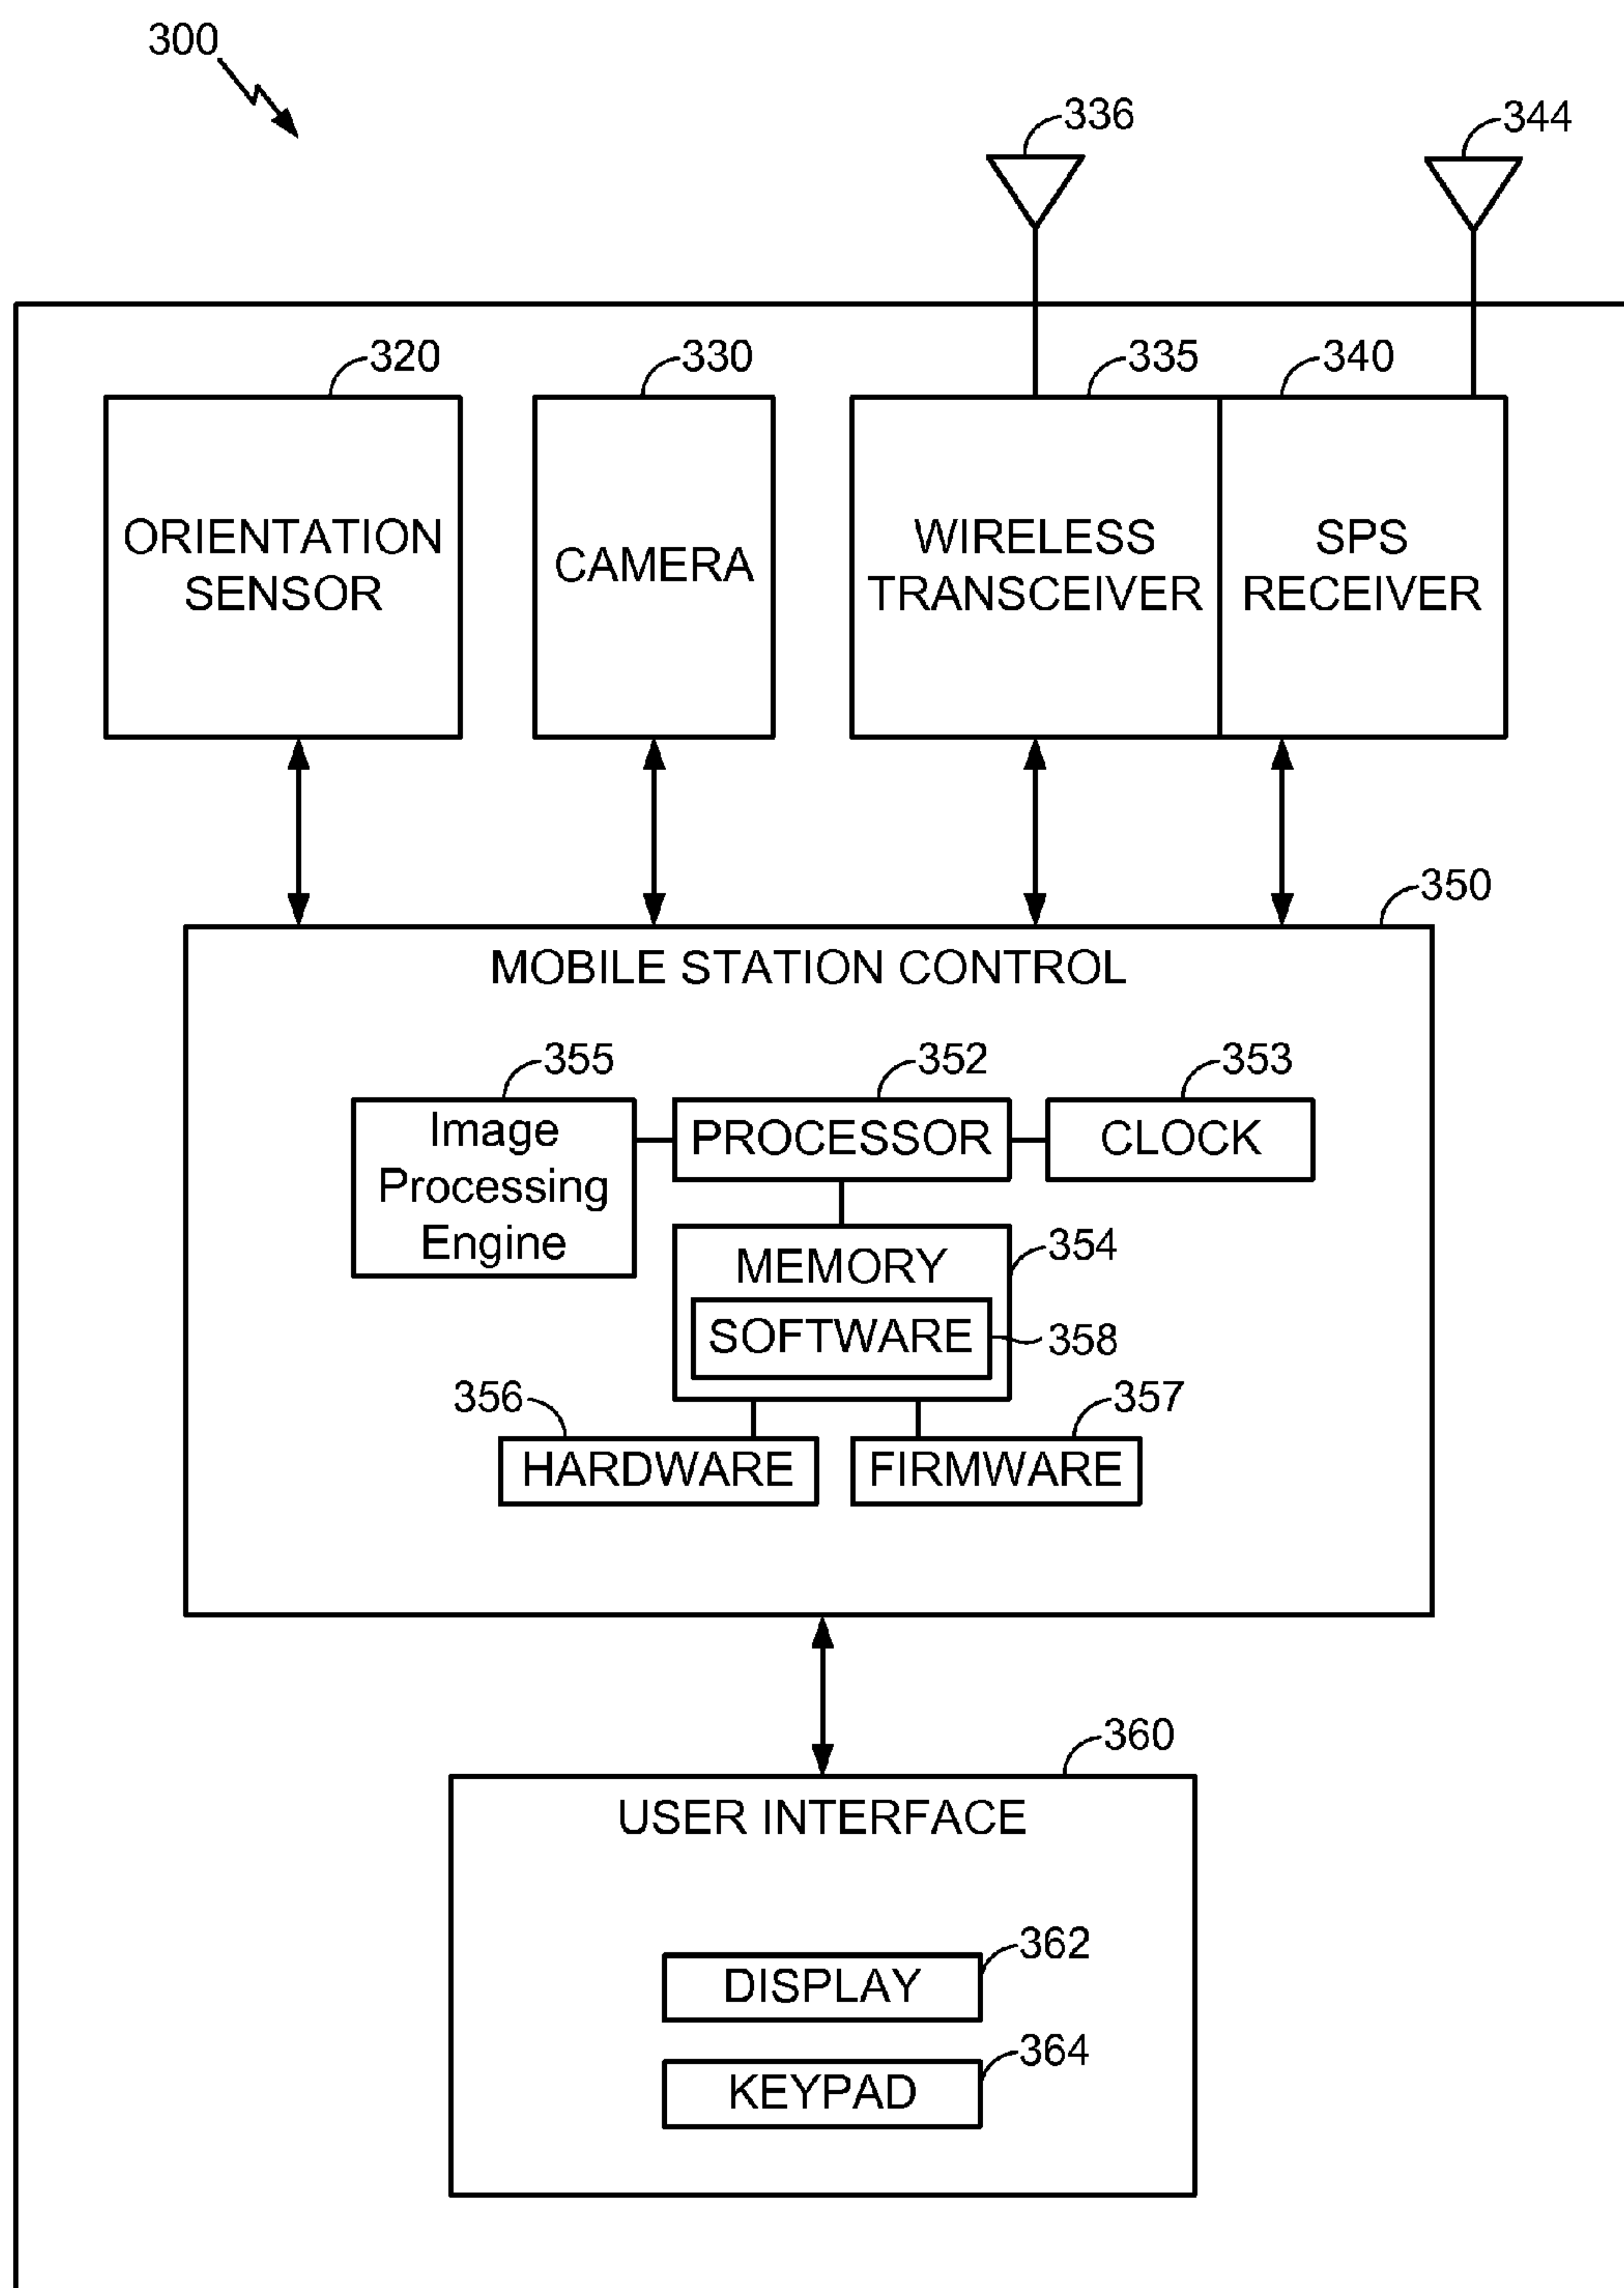 300
336
344
320
330
335
340
ORIENTATION
SENSOR
CAMERA
WIRELESS
TRANSCEIVER
SPS
RECEIVER
350
MOBILE STATION CONTROL
355
352
353
Image
Processing
Engine
PROCESSOR
CLOCK
354
MEMORY
SOFTWARE
358
356
357
HARDWARE
FIRMWARE
360
USER INTERFACE
362
DISPLAY
364
KEYPAD